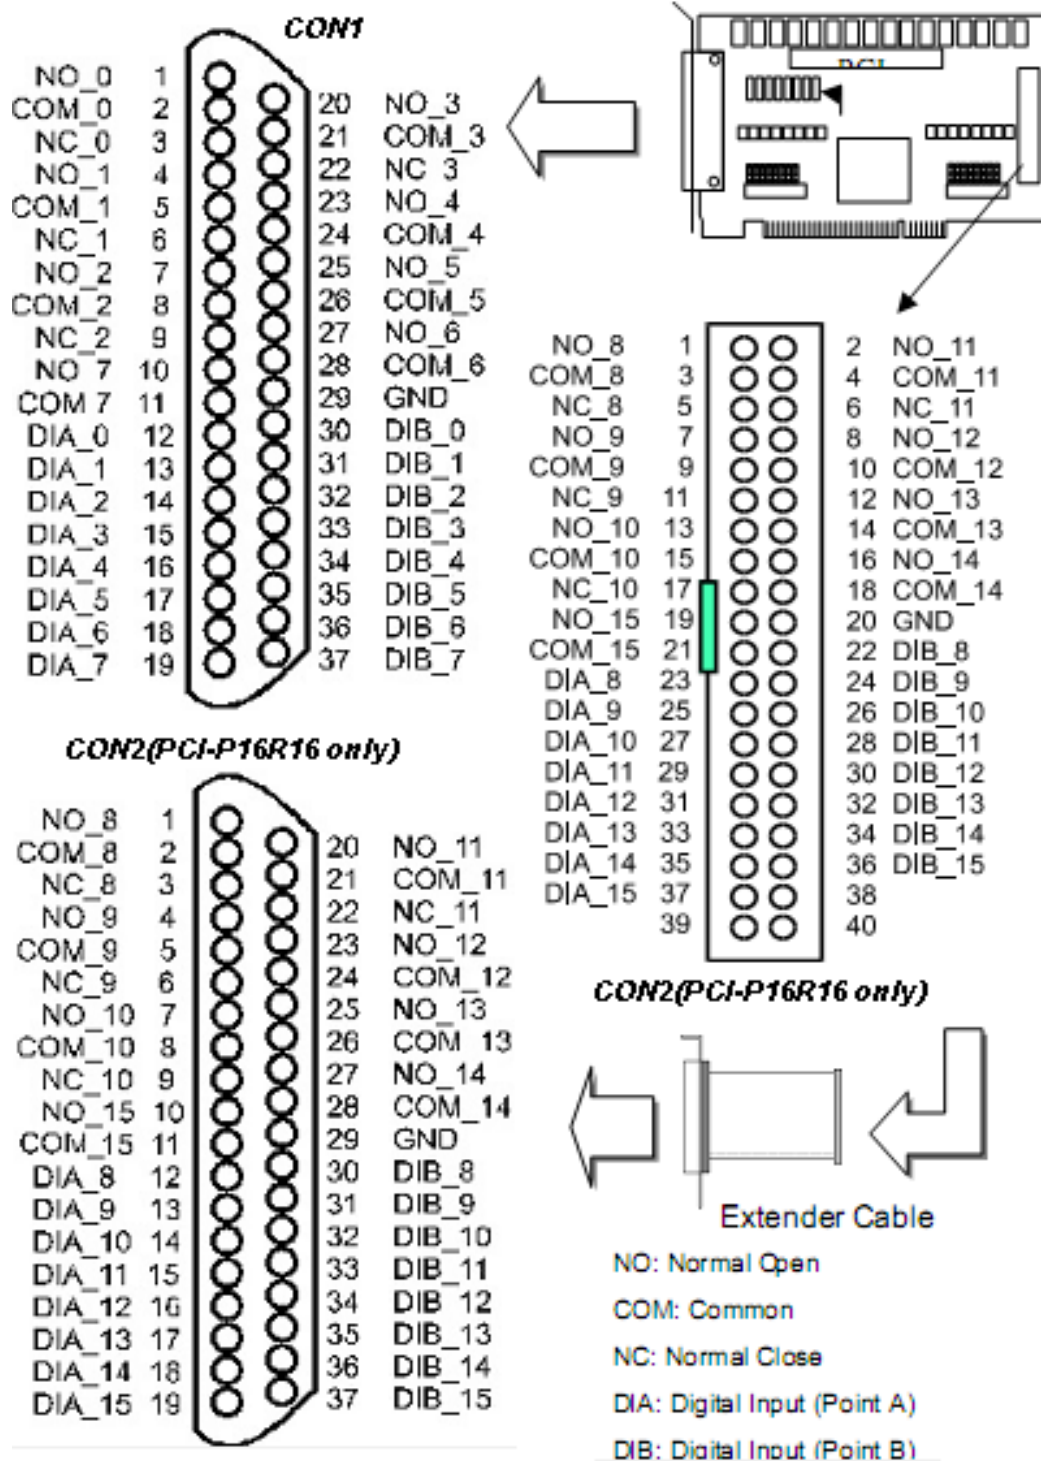 CON1
NO_0 1
COM_0 2
NC_0 3
NO_1 4
COM_1 5
NC_1 6
NO_2 7
COM_2 8
NC_2 9
NO_7 10
COM 7 11
DIA_0 12
DIA_1 13
DIA_2 14
DIA_3 15
DIA_4 16
DIA_5 17
DIA_6 18
DIA_7 19
20 NO_3
21 COM_3
22 NC_3
23 NO_4
24 COM_4
25 NO_5
26 COM_5
27 NO_6
28 COM_6
29 GND
30 DIB_0
31 DIB_1
32 DIB_2
33 DIB_3
34 DIB_4
35 DIB_5
36 DIB_6
37 DIB_7
PCI
NO_8 1 2 NO_11
COM_8 3 4 COM_11
NC_8 5 6 NC_11
NO_9 7 8 NO_12
COM_9 9 10 COM_12
NC_9 11 12 NO_13
NO_10 13 14 COM_13
COM_10 15 16 NO_14
NC_10 17 18 COM_14
NO_15 19 20 GND
COM_15 21 22 DIB_8
DIA_8 23 24 DIB_9
DIA_9 25 26 DIB_10
DIA_10 27 28 DIB_11
DIA_11 29 30 DIB_12
DIA_12 31 32 DIB_13
DIA_13 33 34 DIB_14
DIA_14 35 36 DIB_15
DIA_15 37 38
39 40
CON2(PCI-P16R16 only)
CON2(PCI-P16R16 only)
NO_8 1
COM_8 2
NC_8 3
NO_9 4
COM_9 5
NC_9 6
NO_10 7
COM_10 8
NC_10 9
NO_15 10
COM_15 11
DIA_8 12
DIA_9 13
DIA_10 14
DIA_11 15
DIA_12 16
DIA_13 17
DIA_14 18
DIA_15 19
20 NO_11
21 COM_11
22 NC_11
23 NO_12
24 COM_12
25 NO_13
26 COM_13
27 NO_14
28 COM_14
29 GND
30 DIB_8
31 DIB_9
32 DIB_10
33 DIB_11
34 DIB_12
35 DIB_13
36 DIB_14
37 DIB_15
Extender Cable
NO: Normal Open
COM: Common
NC: Normal Close
DIA: Digital Input (Point A)
DIB: Digital Input (Point B)